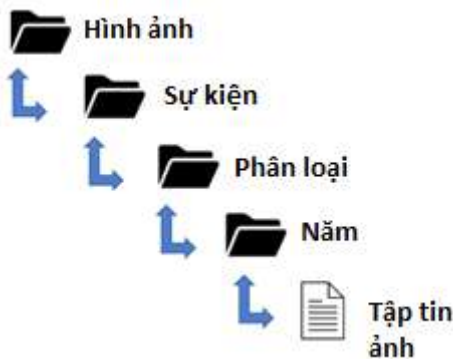 Hình ảnh
Sự kiện
Phân loại
Năm
Tập tin
ảnh